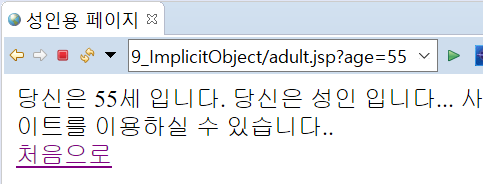 성인용 페이지
9_ImplicitObject/adult.jsp?age=55
당신은 55세 입니다. 당신은 성인 입니다... 사
이트를 이용하실 수 있습니다..
처음으로